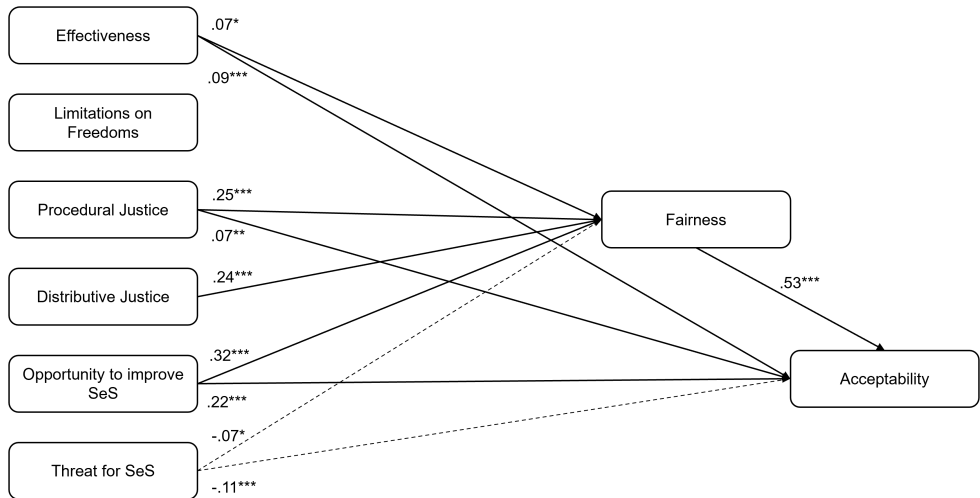 Effectiveness
.07*
.09***
Limitations on
Freedoms
Procedural Justice
.25***
.07**
Fairness
Distributive Justice
.24***
.53***
Opportunity to improve
SeS
.32***
.22***
Acceptability
Threat for SeS
-.07*
-.11***